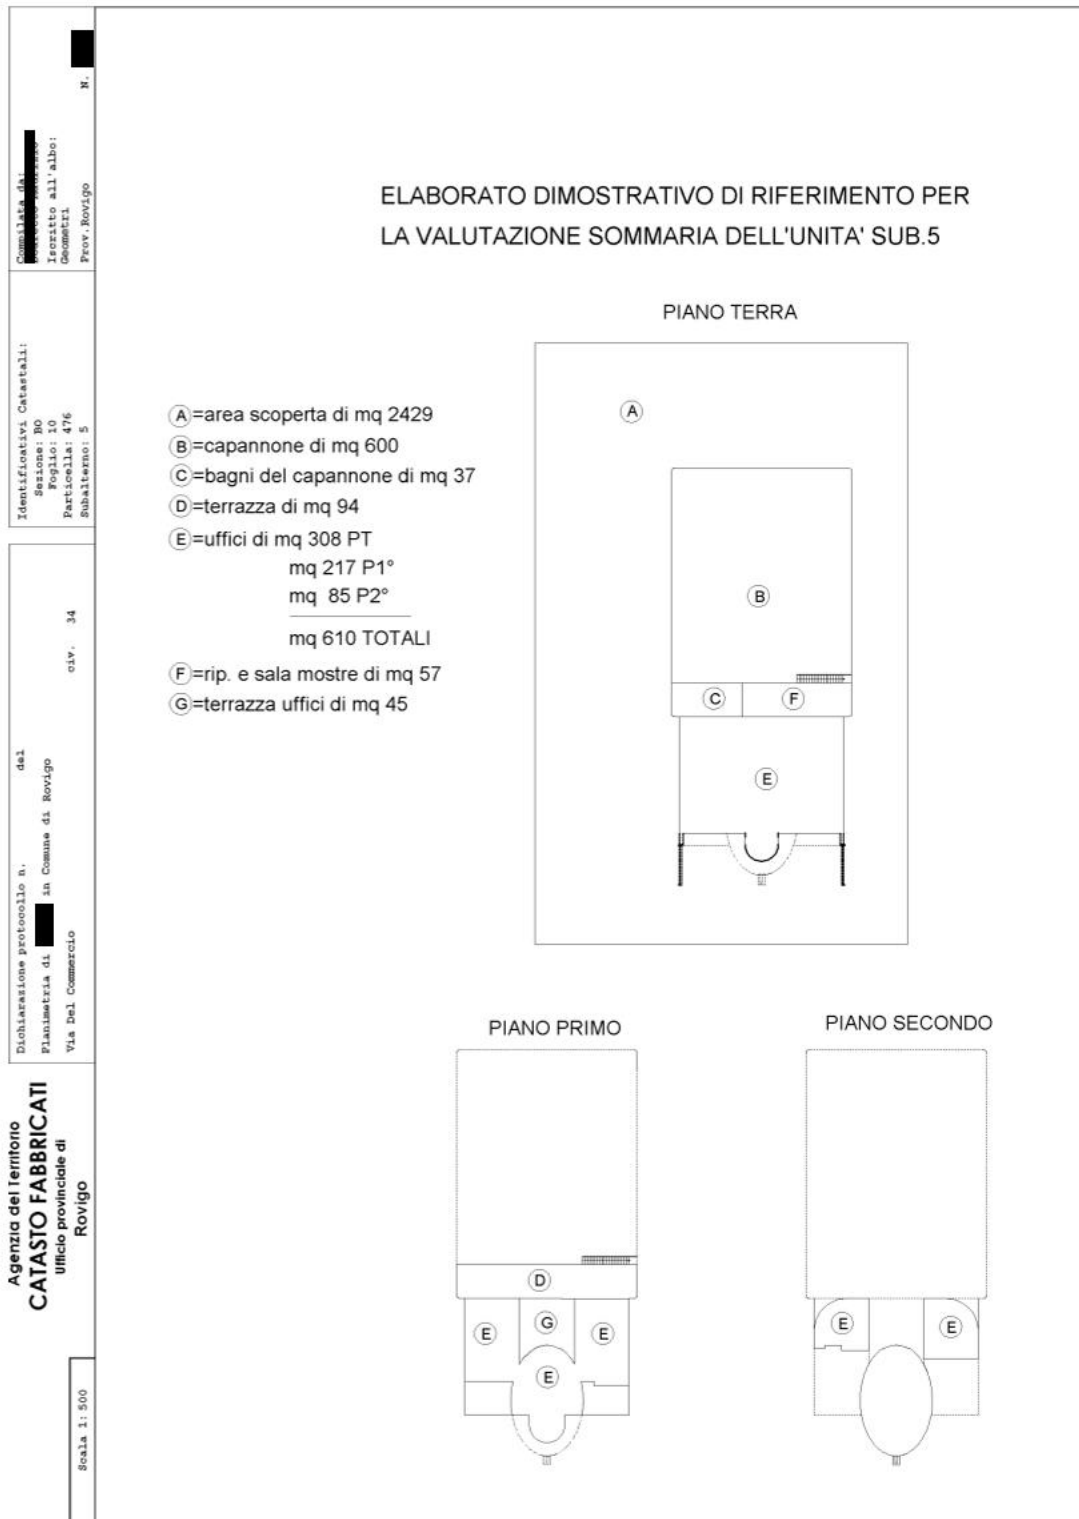 Compilata da:
Iscritto all'albo:
Geometri
Prov. Rovigo
N.
Identificativi Catastali:
Sezione: BO
Foglio: 10
Particella: 476
Subalterno: 5
Dichiarazione protocollo n. del
Planimetria di in Comune di Rovigo
Via Del Commercio civ. 34
Agenzia del Territorio
CATASTO FABBRICATI
Ufficio provinciale di
Rovigo
Scala 1: 500
ELABORATO DIMOSTRATIVO DI RIFERIMENTO PER
LA VALUTAZIONE SOMMARIA DELL'UNITA' SUB.5
PIANO TERRA
A
A=area scoperta di mq 2429
B=capannone di mq 600
C=bagni del capannone di mq 37
D=terrazza di mq 94
E=uffici di mq 308 PT
mq 217 P1°
mq 85 P2°
mq 610 TOTALI
F=rip. e sala mostre di mq 57
G=terrazza uffici di mq 45
B
C F
E
PIANO PRIMO
D
E G E
E
PIANO SECONDO
E E